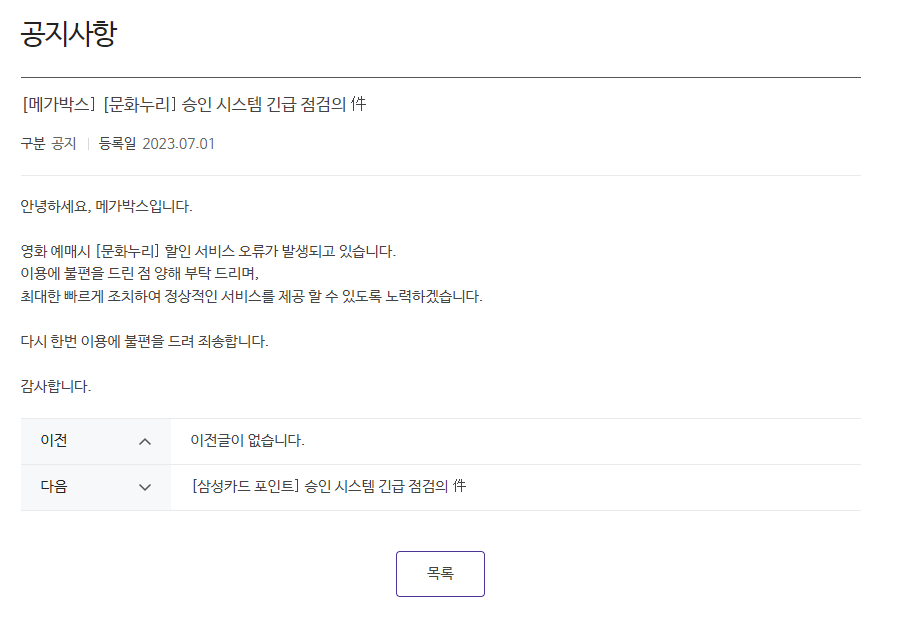 공지사항
[메가박스] [문화누리] 승인 시스템 긴급 점검의 件
구분 공지 등록일 2023.07.01
안녕하세요, 메가박스입니다.
영화 예매시 [문화누리] 할인 서비스 오류가 발생되고 있습니다.
이용에 불편을 드린 점 양해 부탁 드리며,
최대한 빠르게 조치하여 정상적인 서비스를 제공 할 수 있도록 노력하겠습니다.
다시 한번 이용에 불편을 드려 죄송합니다.
감사합니다.
이전 이전글이 없습니다.
다음 [삼성카드 포인트] 승인 시스템 긴급 점검의 件
목록